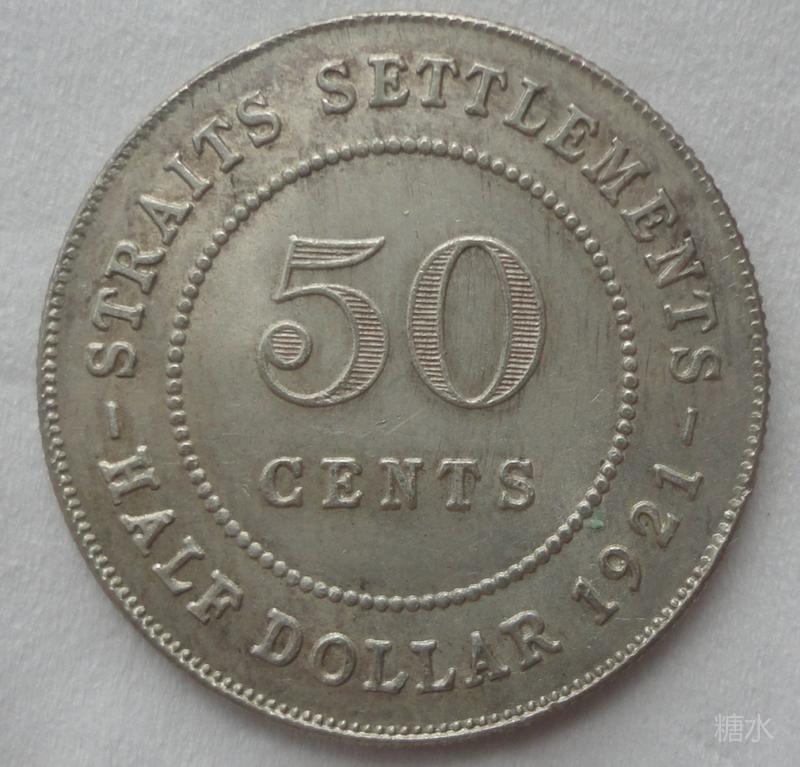 STRAITS SETTLEMENTS
50
CENTS
– HALF DOLLAR 1921 –
糖水